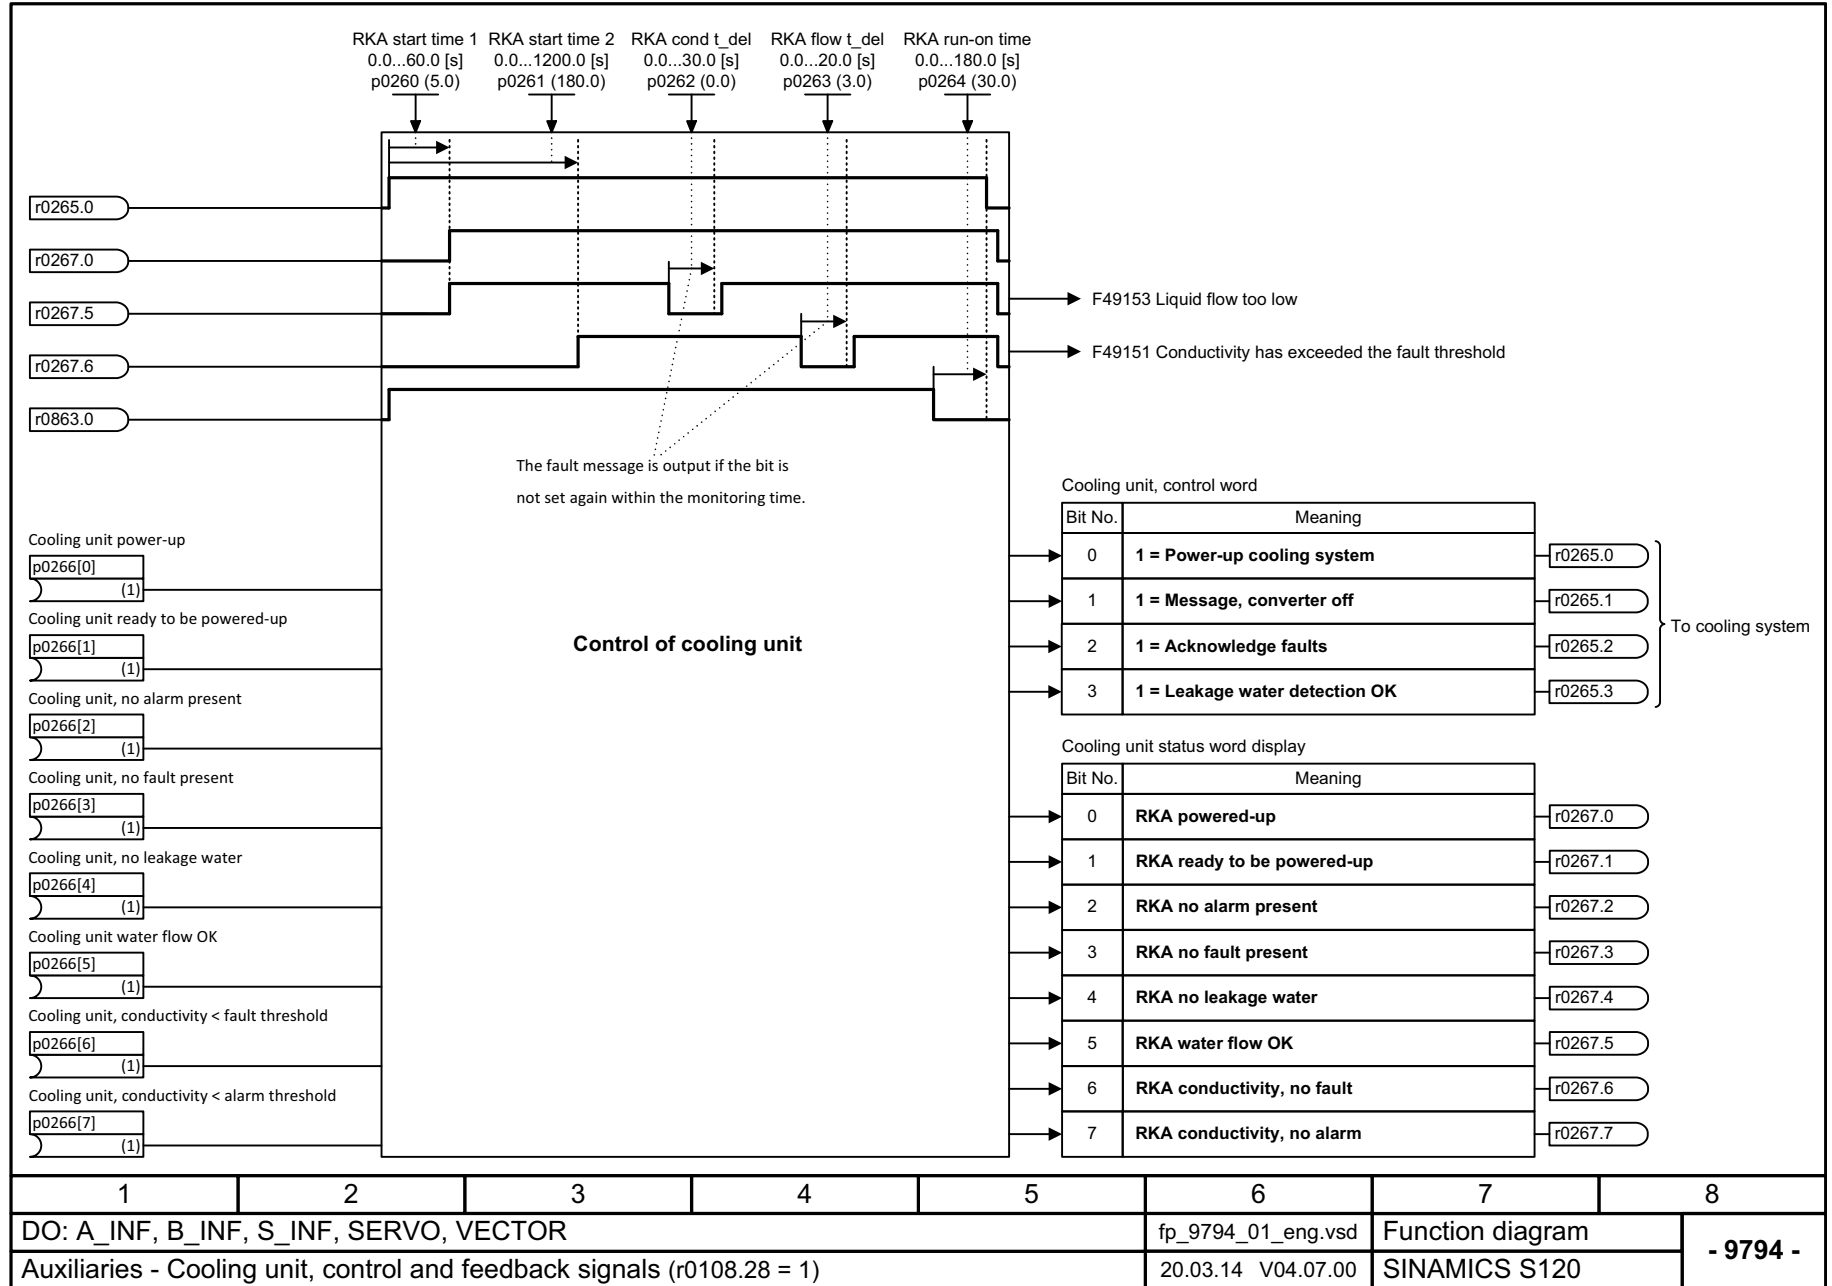 RKA start time 1
0.0...60.0 [s]
p0260 (5.0)
RKA start time 2
0.0...1200.0 [s]
p0261 (180.0)
RKA cond t_del
0.0...30.0 [s]
p0262 (0.0)
RKA flow t_del
0.0...20.0 [s]
p0263 (3.0)
RKA run-on time
0.0...180.0 [s]
p0264 (30.0)
r0265.0
r0267.0
r0267.5
r0267.6
r0863.0
F49153 Liquid flow too low
F49151 Conductivity has exceeded the fault threshold
The fault message is output if the bit is
not set again within the monitoring time.
Cooling unit power-up
p0266[0]
(1)
Cooling unit ready to be powered-up
p0266[1]
(1)
Cooling unit, no alarm present
p0266[2]
(1)
Cooling unit, no fault present
p0266[3]
(1)
Cooling unit, no leakage water
p0266[4]
(1)
Cooling unit water flow OK
p0266[5]
(1)
Cooling unit, conductivity < fault threshold
p0266[6]
(1)
Cooling unit, conductivity < alarm threshold
p0266[7]
(1)
Control of cooling unit
Cooling unit, control word
Bit No. Meaning
0 1 = Power-up cooling system r0265.0
1 1 = Message, converter off r0265.1
2 1 = Acknowledge faults r0265.2
3 1 = Leakage water detection OK r0265.3
To cooling system
Cooling unit status word display
Bit No. Meaning
0 RKA powered-up r0267.0
1 RKA ready to be powered-up r0267.1
2 RKA no alarm present r0267.2
3 RKA no fault present r0267.3
4 RKA no leakage water r0267.4
5 RKA water flow OK r0267.5
6 RKA conductivity, no fault r0267.6
7 RKA conductivity, no alarm r0267.7
1 2 3 4 5 6 7 8
DO: A_INF, B_INF, S_INF, SERVO, VECTOR fp_9794_01_eng.vsd Function diagram
Auxiliaries - Cooling unit, control and feedback signals (r0108.28 = 1) 20.03.14 V04.07.00 SINAMICS S120
- 9794 -